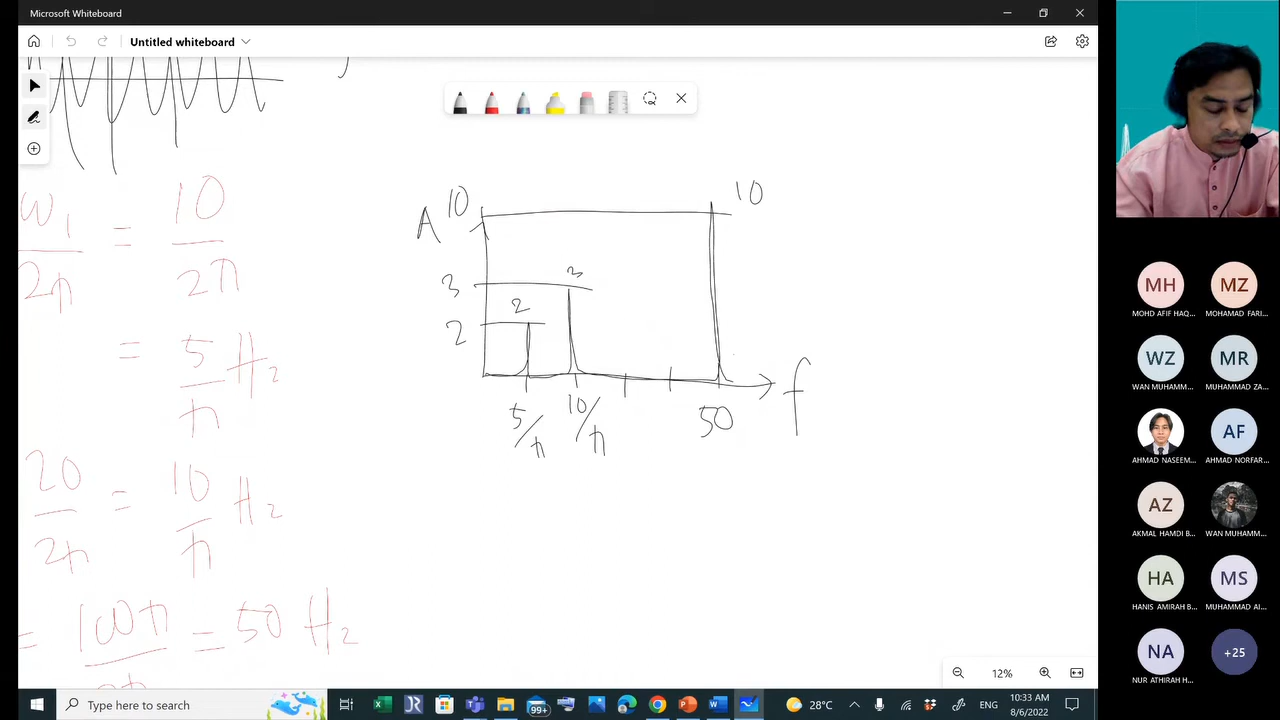 Microsoft Whiteboard
Untitled whiteboard
ω1 / 2π = 10 / 2π
= 5 / π Hz
20 / 2π = 10 / π Hz
= 100π / 2π = 50 Hz
A 10 10
3 3
2 2
5/π 10/π 50 f
MOHD AFIF HAQ...
MZ
MOHAMAD FARI...
MH
WZ
WAN MUHAMM...
MR
MUHAMMAD ZA...
AHMAD NASEEM...
AF
AHMAD NORFAR...
AZ
AKMAL HAMDI B...
WAN MUHAMM...
HA
HANIS AMIRAH B...
MS
MUHAMMAD AI...
NA
NUR ATHIRAH H...
+25
12%
Type here to search
99+
28°C
ENG
10:33 AM
8/6/2022